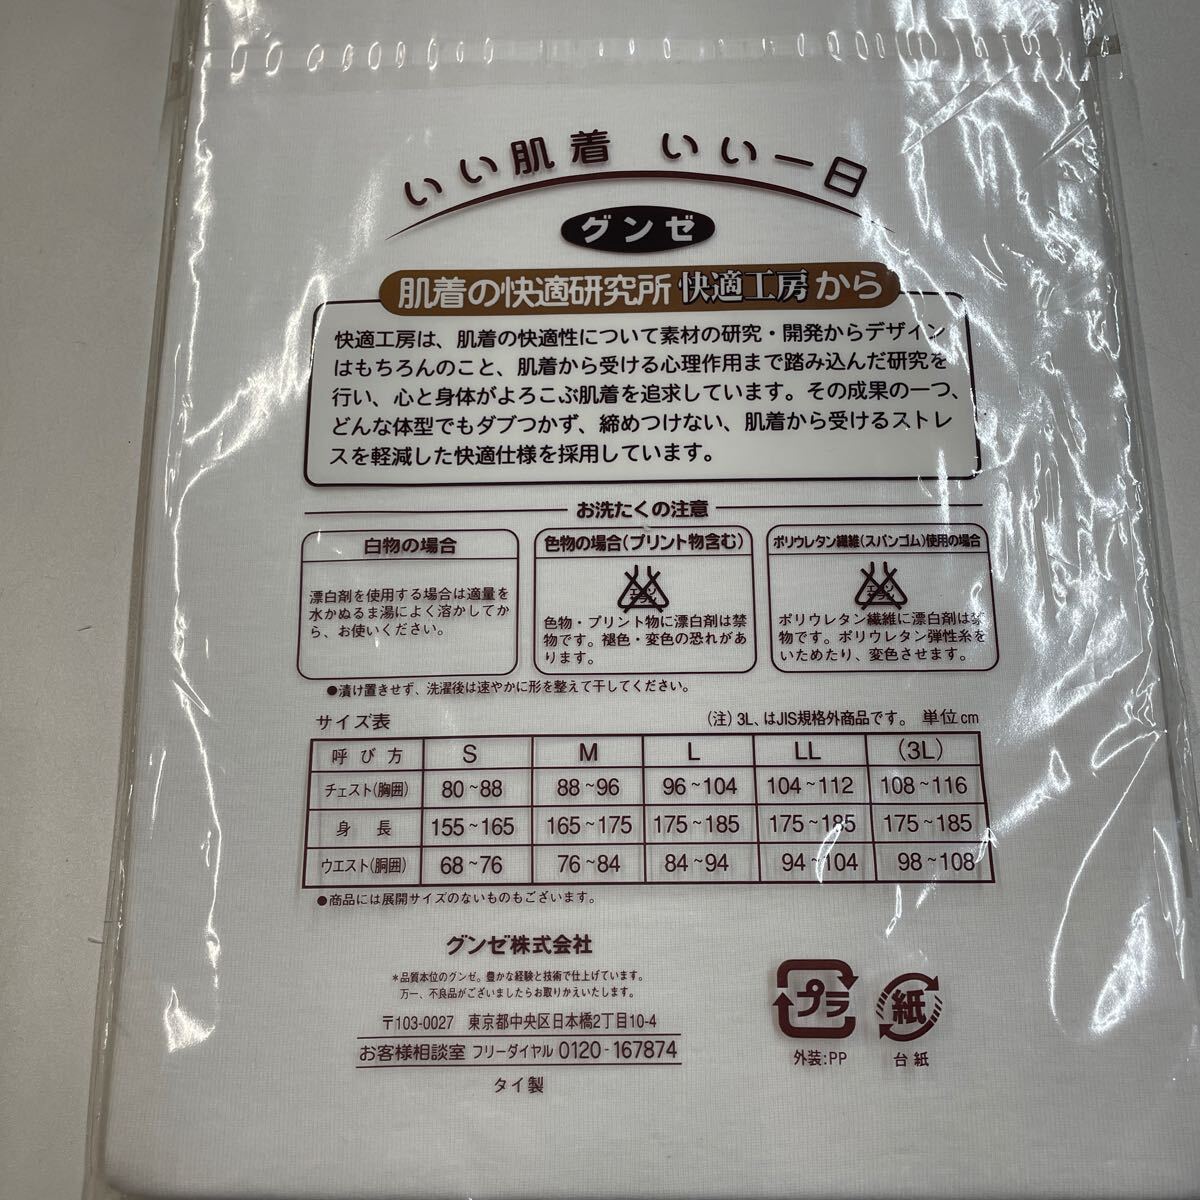 いい肌着 いい一日
グンゼ
肌着の快適研究所 快適工房から
快適工房は、肌着の快適性について素材の研究・開発からデザイン
はもちろんのこと、肌着から受ける心理作用まで踏み込んだ研究を
行い、心と身体がよろこぶ肌着を追求しています。その成果の一つ、
どんな体型でもダブつかず、締めつけない、肌着から受けるストレ
スを軽減した快適仕様を採用しています。
お洗たくの注意
白物の場合
漂白剤を使用する場合は適量を
水かぬるま湯によく溶かしてか
ら、お使いください。
色物の場合(プリント物含む)
エンソ
サラシ
色物・プリント物に漂白剤は禁
物です。褪色・変色の恐れがあ
ります。
ポリウレタン繊維(スパンゴム)使用の場合
エンソ
サラシ
ポリウレタン繊維に漂白剤は禁
物です。ポリウレタン弾性糸を
いためたり、変色させます。
●漬け置きせず、洗濯後は速やかに形を整えて干してください。
サイズ表 (注) 3L、はJIS規格外商品です。 単位cm
呼び方 S M L LL (3L)
チェスト(胸囲) 80~88 88~96 96~104 104~112 108~116
身長 155~165 165~175 175~185 175~185 175~185
ウエスト(胴囲) 68~76 76~84 84~94 94~104 98~108
●商品には展開サイズのないものもございます。
グンゼ株式会社
*品質本位のグンゼ。豊かな経験と技術で仕上げています。
万一、不良品がございましたらお取りかえいたします。
〒103-0027 東京都中央区日本橋2丁目10-4
お客様相談室 フリーダイヤル 0120-167874
タイ製
プラ
外装:PP
紙
台紙